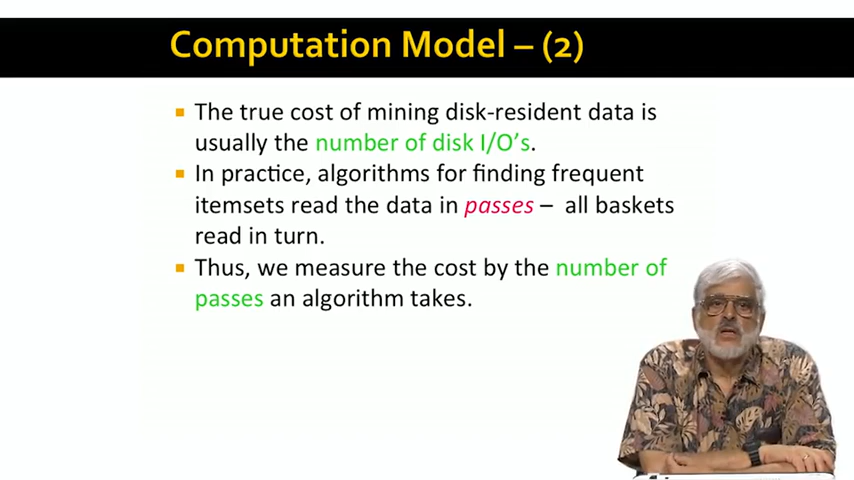 Computation Model – (2)
The true cost of mining disk-resident data is
usually the number of disk I/O's.
In practice, algorithms for finding frequent
itemsets read the data in passes – all baskets
read in turn.
Thus, we measure the cost by the number of
passes an algorithm takes.